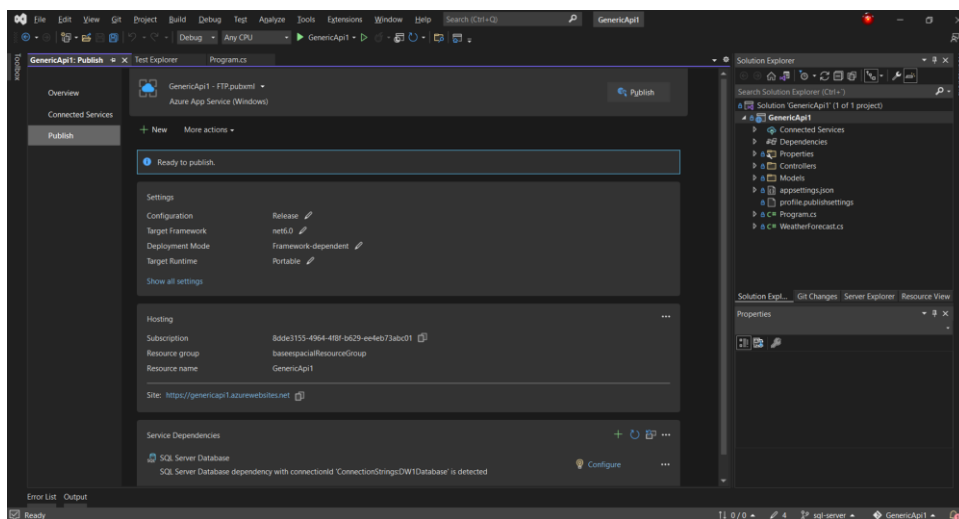 File Edit View Git Project Build Debug Test Analyze Tools Extensions Window Help Search (Ctrl+Q) GenericApi1
Debug Any CPU GenericApi1
Toolbox
GenericApi1: Publish Test Explorer Program.cs
Overview
Connected Services
Publish
GenericApi1 - FTP.pubxml
Azure App Service (Windows)
Publish
New More actions
Ready to publish.
Settings
Configuration Release
Target Framework net6.0
Deployment Mode Framework-dependent
Target Runtime Portable
Show all settings
Hosting
Subscription 8dde3155-4964-4f8f-b629-ee4eb73abc01
Resource group baseespacialResourceGroup
Resource name GenericApi1
Site: https://genericapi1.azurewebsites.net
Service Dependencies
SQL Server Database
SQL Server Database dependency with connectionId 'ConnectionStrings:DW1Database' is detected
Configure
Solution Explorer
Search Solution Explorer (Ctrl+')
Solution 'GenericApi1' (1 of 1 project)
GenericApi1
Connected Services
Dependencies
Properties
Controllers
Models
appsettings.json
profile.publishsettings
C# Program.cs
C# WeatherForecast.cs
Solution Expl... Git Changes Server Explorer Resource View
Properties
Error List Output
Ready 0/0 4 sql-server GenericApi1